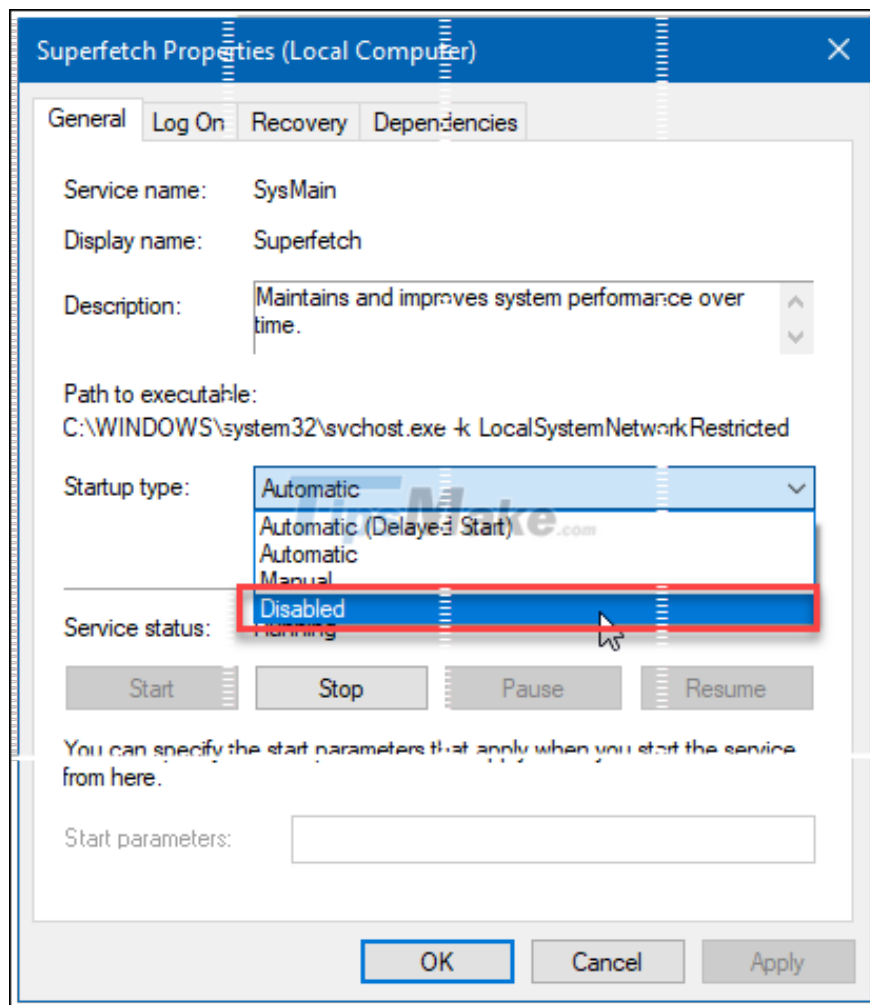 Superfetch Properties (Local Computer)
General Log On Recovery Dependencies
Service name: SysMain
Display name: Superfetch
Description: Maintains and improves system performance over
time.
Path to executable:
C:\WINDOWS\system32\svchost.exe -k LocalSystemNetworkRestricted
Startup type: Automatic
TipsMake.com
Automatic (Delayed Start)
Automatic
Manual
Disabled
Service status: Running
Start Stop Pause Resume
You can specify the start parameters that apply when you start the service
from here.
Start parameters:
OK Cancel Apply